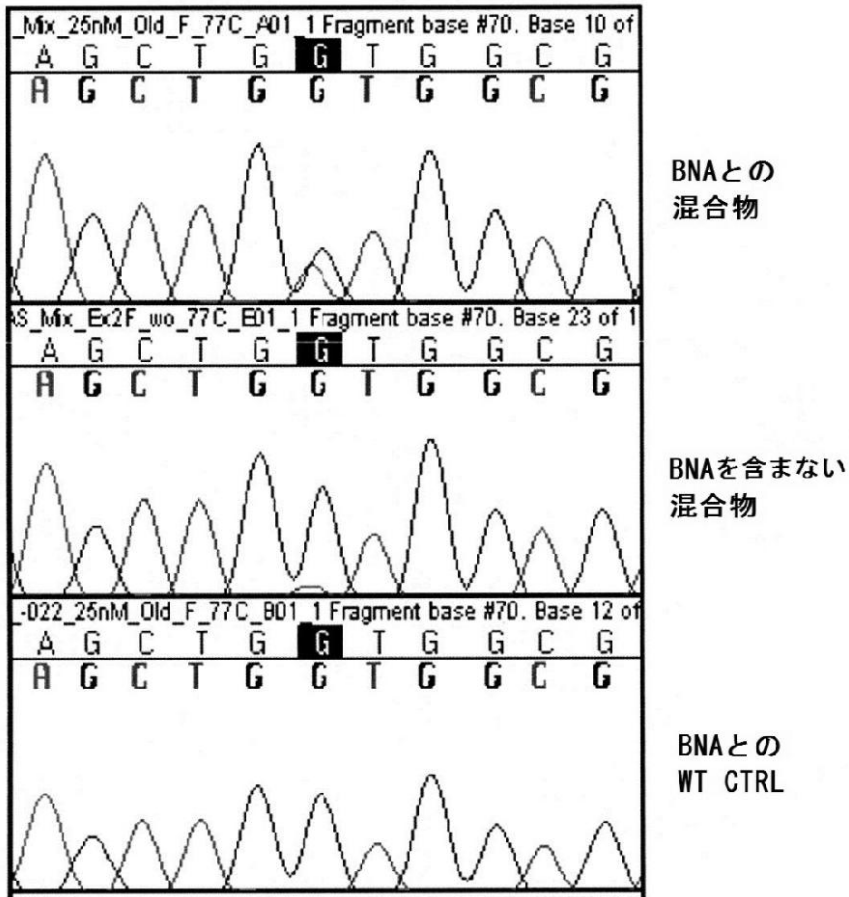 _Mix_25nM_Old_F_77C_A01_1 Fragment base #70. Base 10 of
A G C T G G T G G C G
A G C T G G T G G C G
BNAとの
混合物
AS_Mix_Ex2F_wo_77C_E01_1 Fragment base #70. Base 23 of 1
A G C T G G T G G C G
A G C T G G T G G C G
BNAを含まない
混合物
_-022_25nM_Old_F_77C_B01_1 Fragment base #70. Base 12 of
A G C T G G T G G C G
A G C T G G T G G C G
BNAとの
WT CTRL